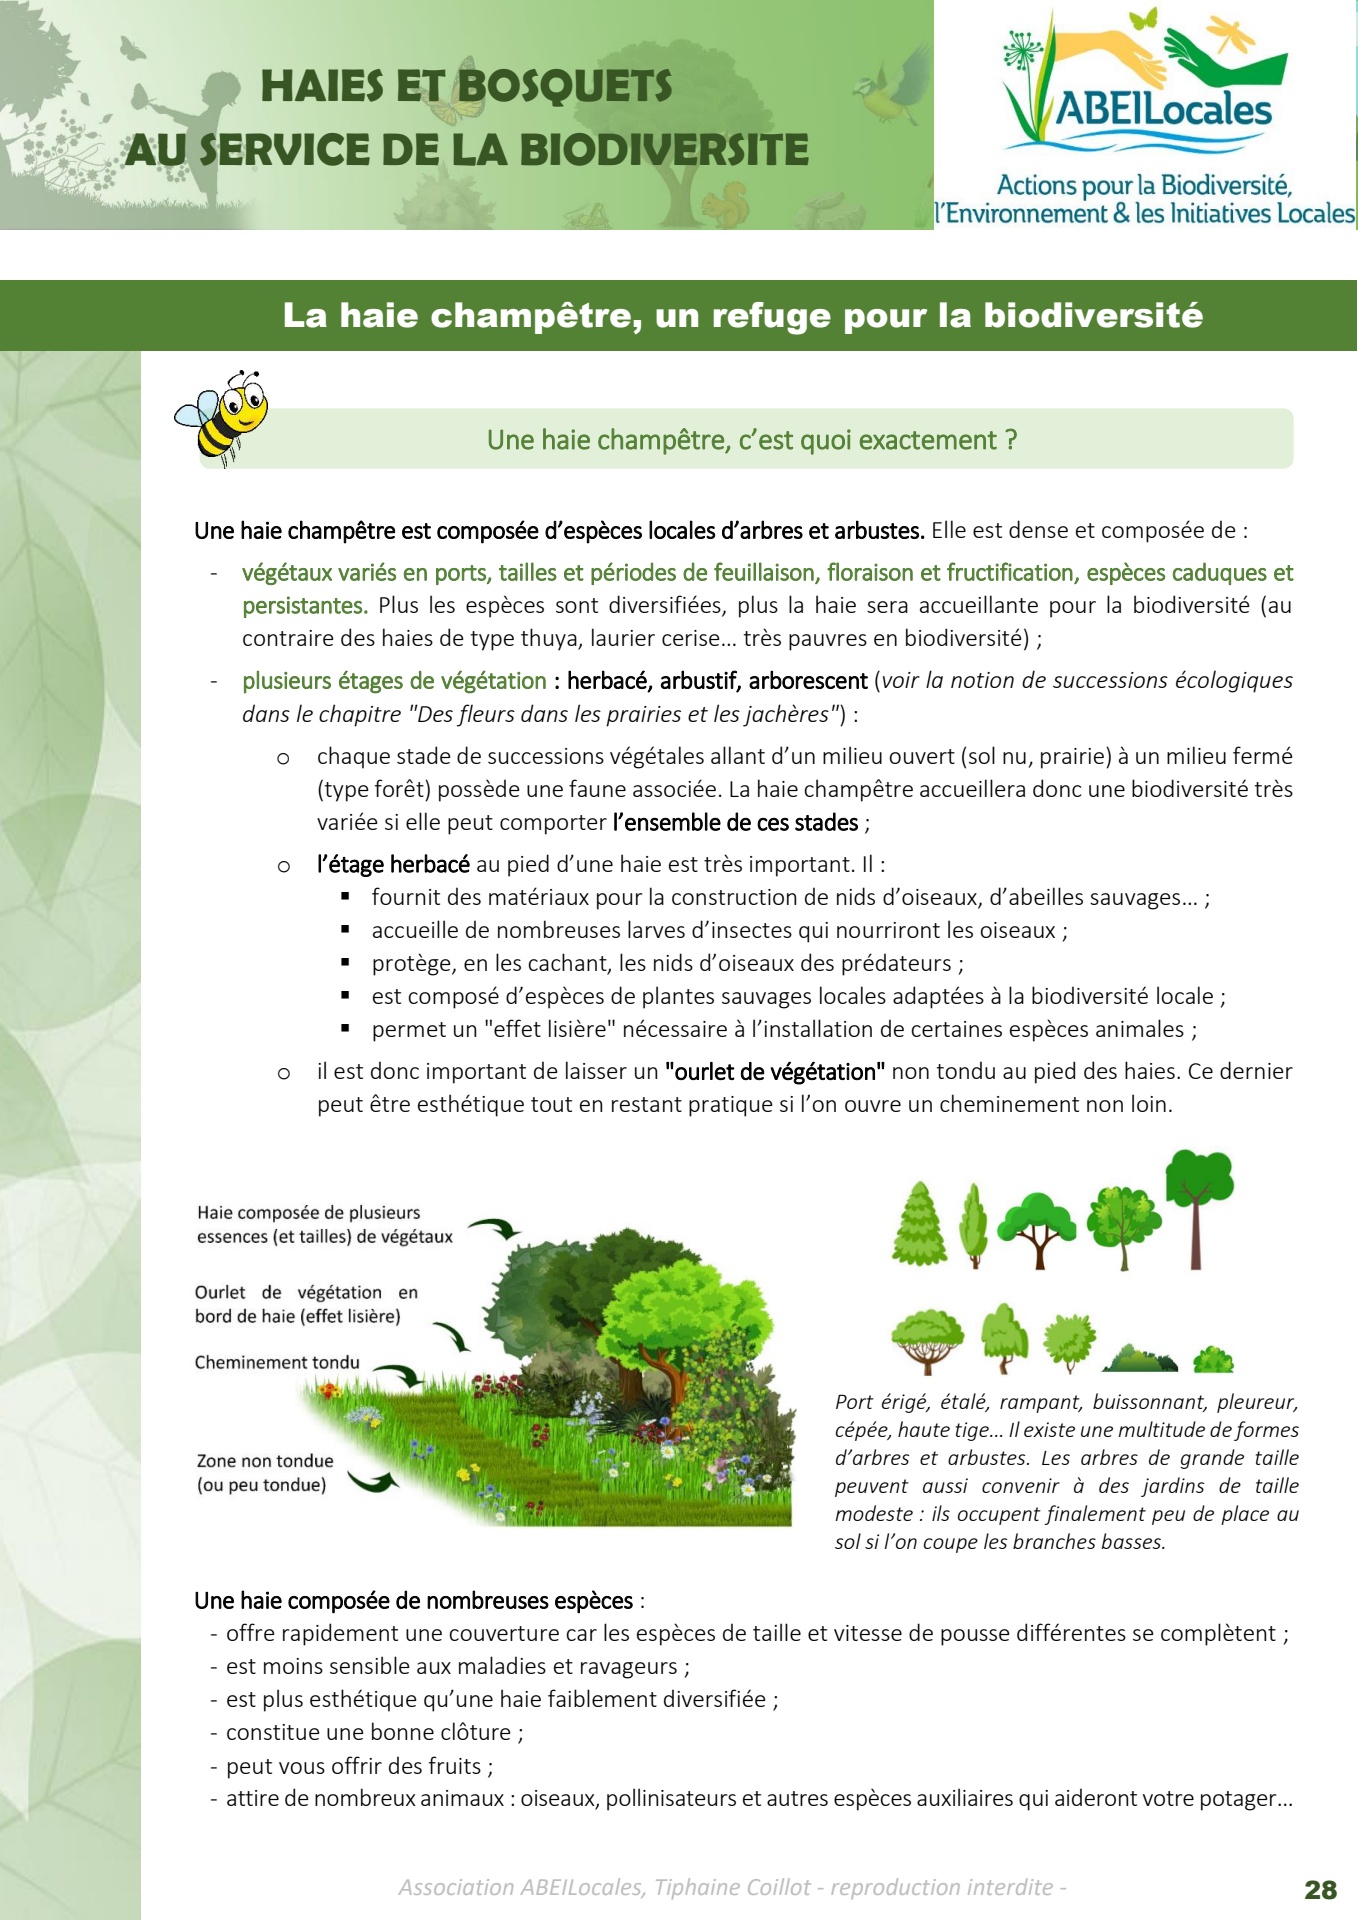 HAIES ET BOSQUETS
AU SERVICE DE LA BIODIVERSITE
ABEILocales
Actions pour la Biodiversité,
l'Environnement & les Initiatives Locales
La haie champêtre, un refuge pour la biodiversité
Une haie champêtre, c'est quoi exactement ?
Une haie champêtre est composée d'espèces locales d'arbres et arbustes. Elle est dense et composée de :
- végétaux variés en ports, tailles et périodes de feuillaison, floraison et fructification, espèces caduques et
persistantes. Plus les espèces sont diversifiées, plus la haie sera accueillante pour la biodiversité (au
contraire des haies de type thuya, laurier cerise... très pauvres en biodiversité) ;
- plusieurs étages de végétation : herbacé, arbustif, arborescent (voir la notion de successions écologiques
dans le chapitre "Des fleurs dans les prairies et les jachères") :
o chaque stade de successions végétales allant d'un milieu ouvert (sol nu, prairie) à un milieu fermé
(type forêt) possède une faune associée. La haie champêtre accueillera donc une biodiversité très
variée si elle peut comporter l'ensemble de ces stades ;
o l'étage herbacé au pied d'une haie est très important. Il :
▪ fournit des matériaux pour la construction de nids d'oiseaux, d'abeilles sauvages... ;
▪ accueille de nombreuses larves d'insectes qui nourriront les oiseaux ;
▪ protège, en les cachant, les nids d'oiseaux des prédateurs ;
▪ est composé d'espèces de plantes sauvages locales adaptées à la biodiversité locale ;
▪ permet un "effet lisière" nécessaire à l'installation de certaines espèces animales ;
o il est donc important de laisser un "ourlet de végétation" non tondu au pied des haies. Ce dernier
peut être esthétique tout en restant pratique si l'on ouvre un cheminement non loin.
Haie composée de plusieurs
essences (et tailles) de végétaux
Ourlet de végétation en
bord de haie (effet lisière)
Cheminement tondu
Zone non tondue
(ou peu tondue)
Port érigé, étalé, rampant, buissonnant, pleureur,
cépée, haute tige... Il existe une multitude de formes
d'arbres et arbustes. Les arbres de grande taille
peuvent aussi convenir à des jardins de taille
modeste : ils occupent finalement peu de place au
sol si l'on coupe les branches basses.
Une haie composée de nombreuses espèces :
- offre rapidement une couverture car les espèces de taille et vitesse de pousse différentes se complètent ;
- est moins sensible aux maladies et ravageurs ;
- est plus esthétique qu'une haie faiblement diversifiée ;
- constitue une bonne clôture ;
- peut vous offrir des fruits ;
- attire de nombreux animaux : oiseaux, pollinisateurs et autres espèces auxiliaires qui aideront votre potager...
Association ABEILocales, Tiphaine Coillot - reproduction interdite -
28